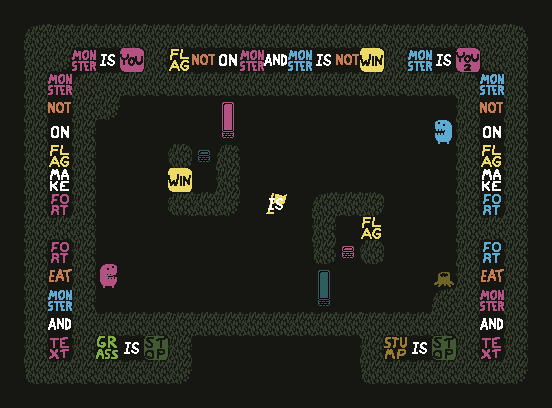 MONSTER IS YOU
FLAG NOT ON MONSTER AND MONSTER IS NOT WIN
MONSTER IS YOU 2
MONSTER NOT ON FLAG MAKE FORT
FORT EAT MONSTER AND TEXT
WIN
IS
FLAG
MONSTER NOT ON FLAG MAKE FORT
FORT EAT MONSTER AND TEXT
GRASS IS STOP
STUMP IS STOP